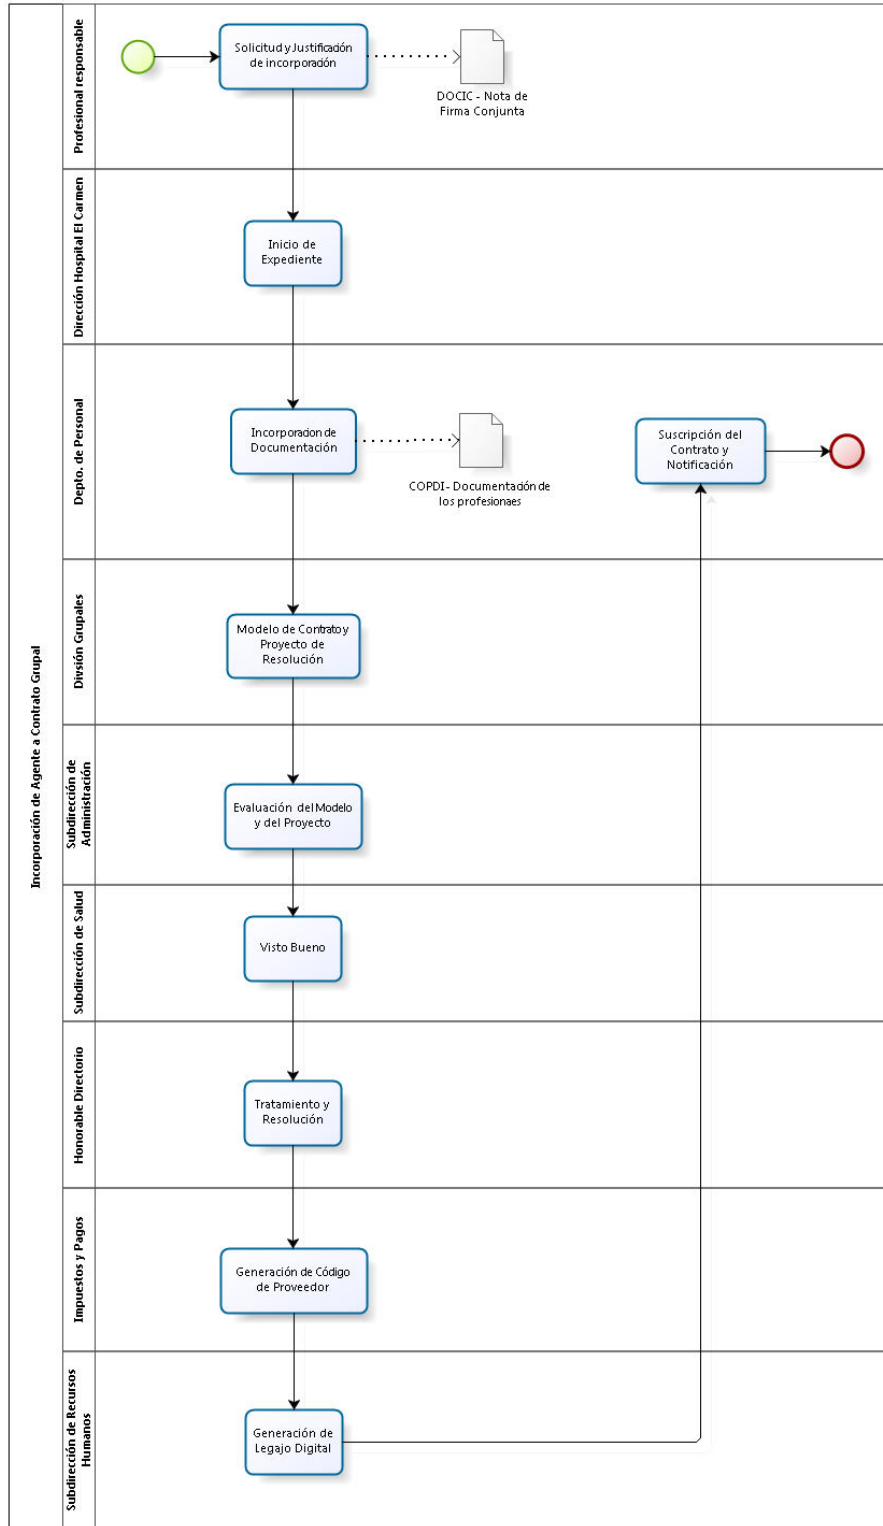 Incorporación de Agente a Contrato Grupal
Profesional responsable
Solicitud y Justificación
de incorporación
DOCIC - Nota de
Firma Conjunta
Dirección Hospital El Carmen
Inicio de
Expediente
Depto. de Personal
Incorporacion de
Documentación
COPDI- Documentación de
los profesionaes
Suscripción del
Contrato y
Notificación
Divsión Grupales
Modelo de Contrato y
Proyecto de
Resolución
Subdirección de
Administración
Evaluación del Modelo
y del Proyecto
Subdirección de Salud
Visto Bueno
Honorable Directorio
Tratamiento y
Resolución
Impuestos y Pagos
Generación de Código
de Proveedor
Subdirección de Recursos
Humanos
Generación de
Legajo Digital